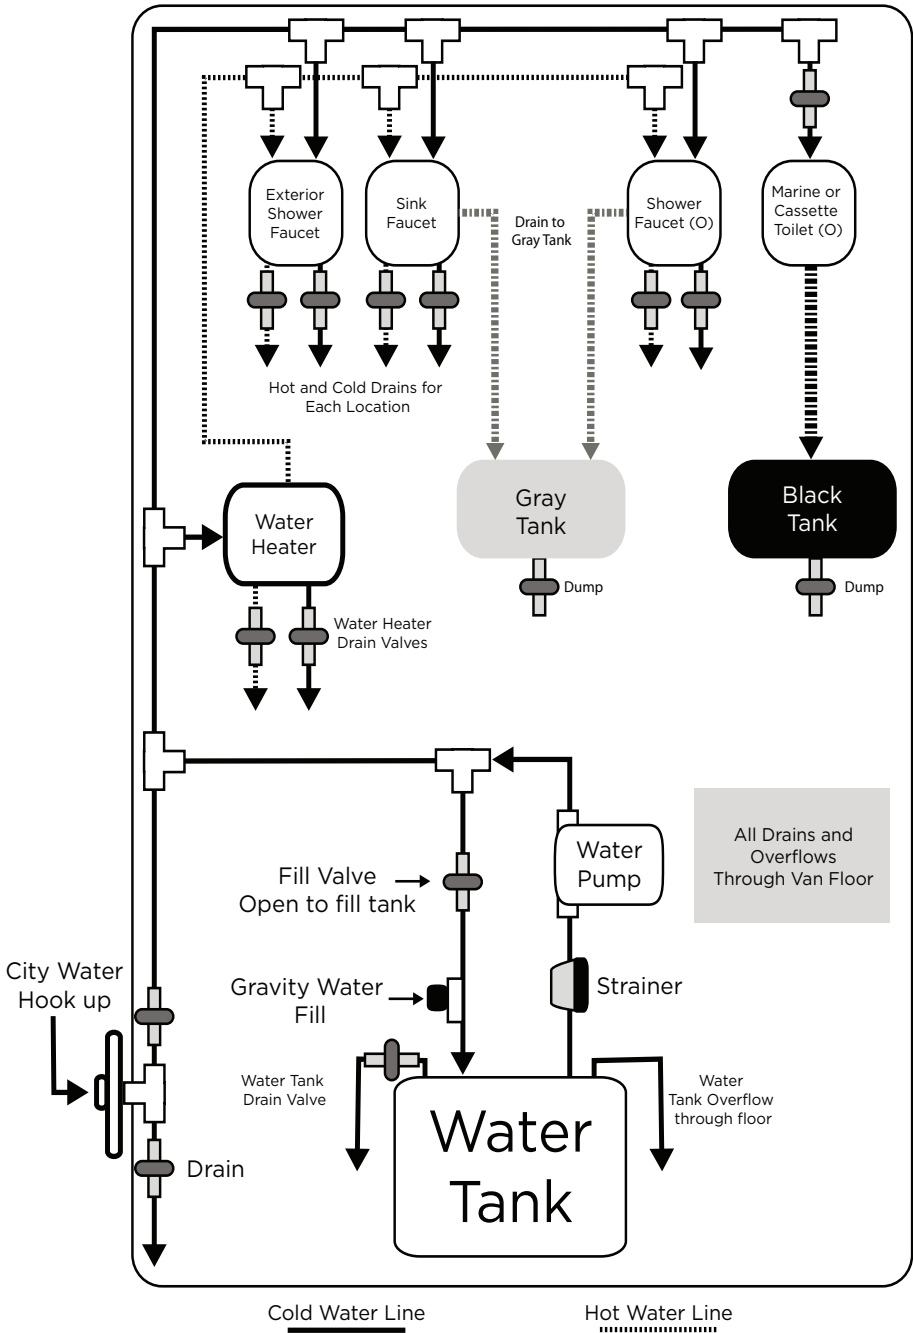 Exterior
Shower
Faucet
Sink
Faucet
Drain to
Gray Tank
Shower
Faucet (O)
Marine or
Cassette
Toilet (O)
Hot and Cold Drains for
Each Location
Water
Heater
Gray
Tank
Black
Tank
Dump
Dump
Water Heater
Drain Valves
Water
Pump
All Drains and
Overflows
Through Van Floor
Fill Valve
Open to fill tank
City Water
Hook up
Gravity Water
Fill
Strainer
Water Tank
Drain Valve
Water
Tank Overflow
through floor
Water
Tank
Drain
Cold Water Line
Hot Water Line